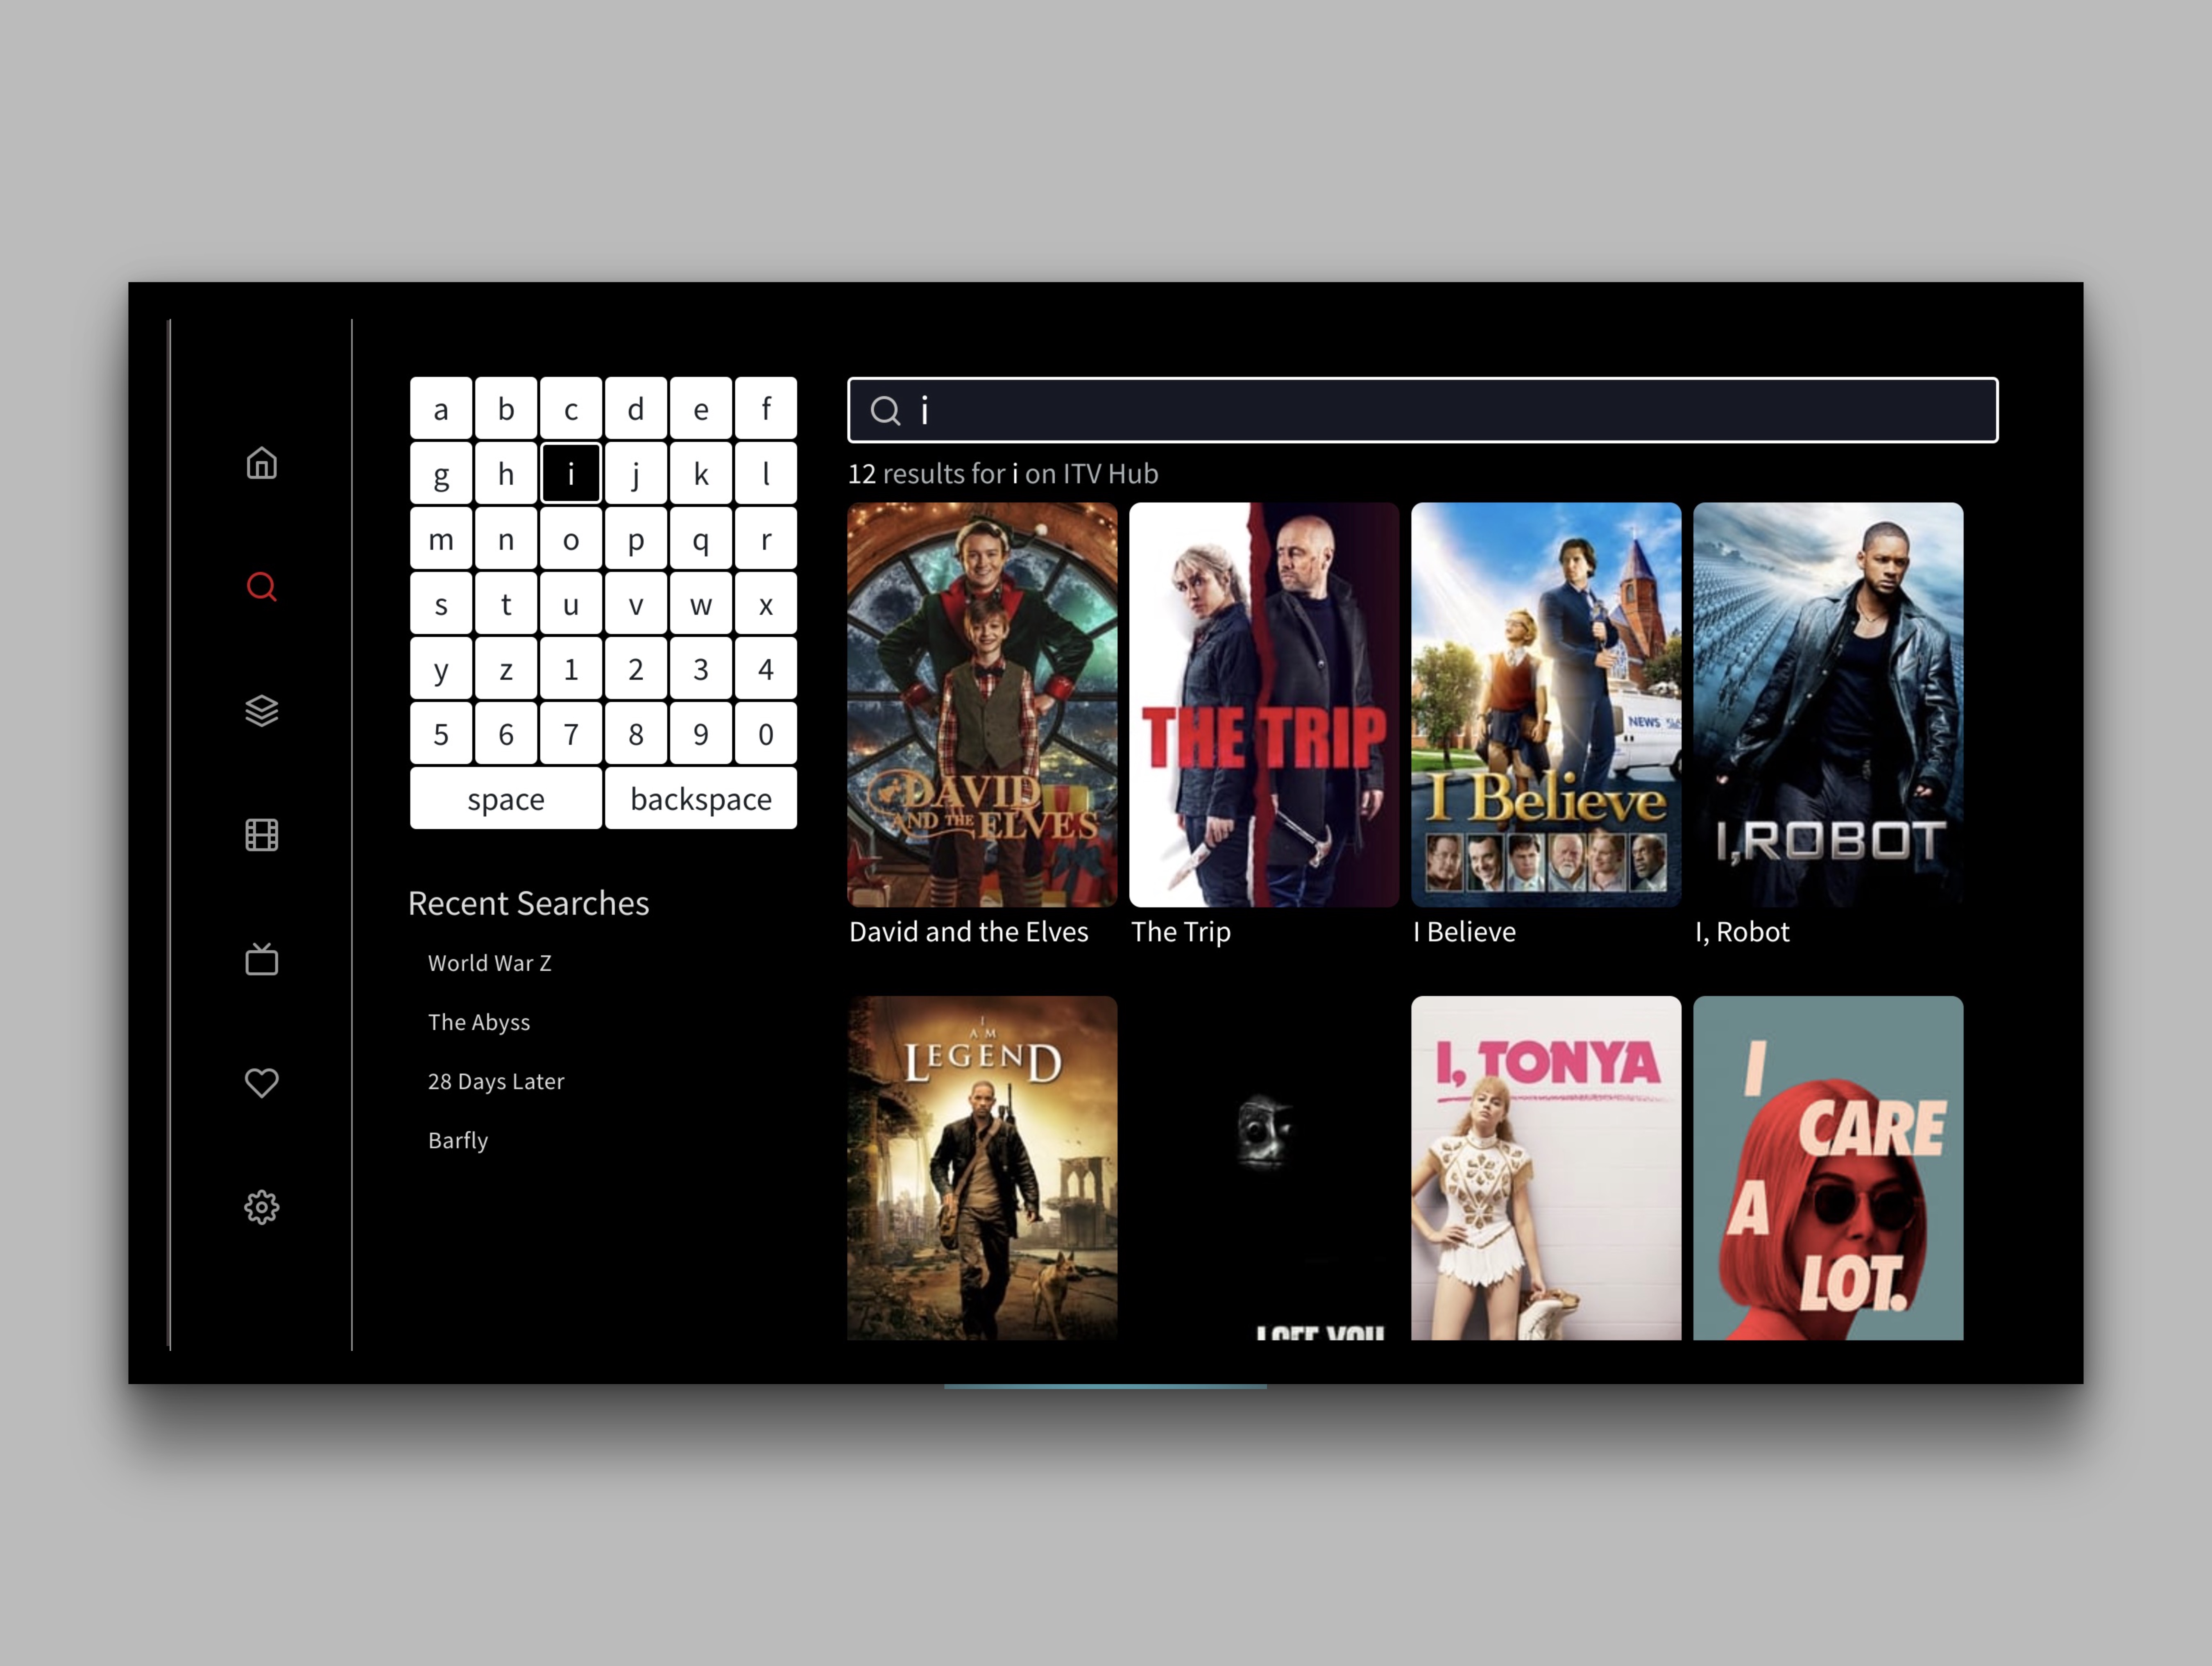 a b c d e f
g h i j k l
m n o p q r
s t u v w x
y z 1 2 3 4
5 6 7 8 9 0
space backspace
Recent Searches
World War Z
The Abyss
28 Days Later
Barfly
i
12 results for i on ITV Hub
DAVID
AND THE ELVES
THE TRIP
NEWS
I Believe
I, ROBOT
David and the Elves
The Trip
I Believe
I, Robot
I
AM
LEGEND
I SEE YOU
I, TONYA
I
CARE
A
LOT.